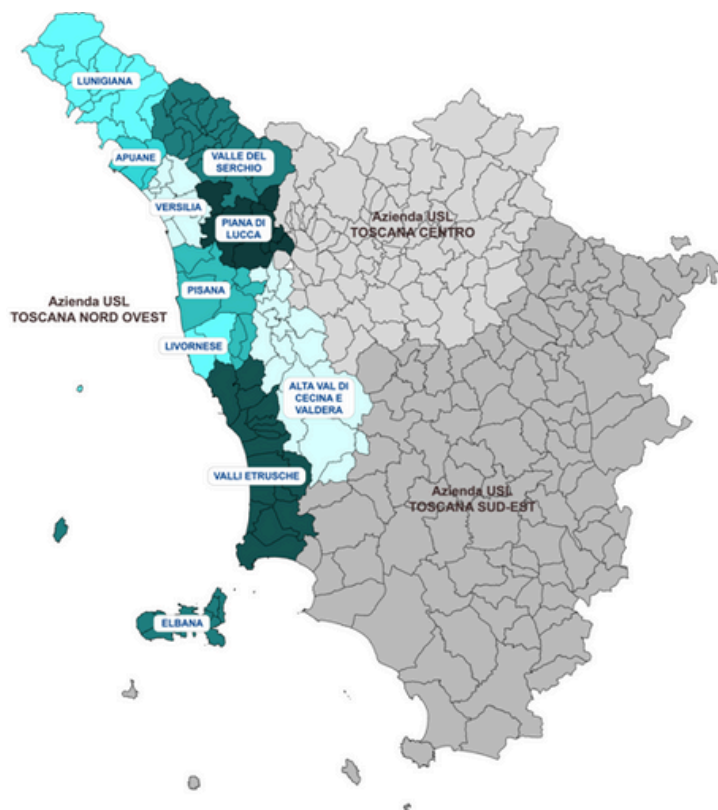 LUNIGIANA
APUANE
VALLE DEL
SERCHIO
VERSILIA
PIANA DI
LUCCA
Azienda USL
TOSCANA CENTRO
PISANA
Azienda USL
TOSCANA NORD OVEST
LIVORNESE
ALTA VAL DI
CECINA E
VALDERA
VALLI ETRUSCHE
Azienda USL
TOSCANA SUD-EST
ELBANA